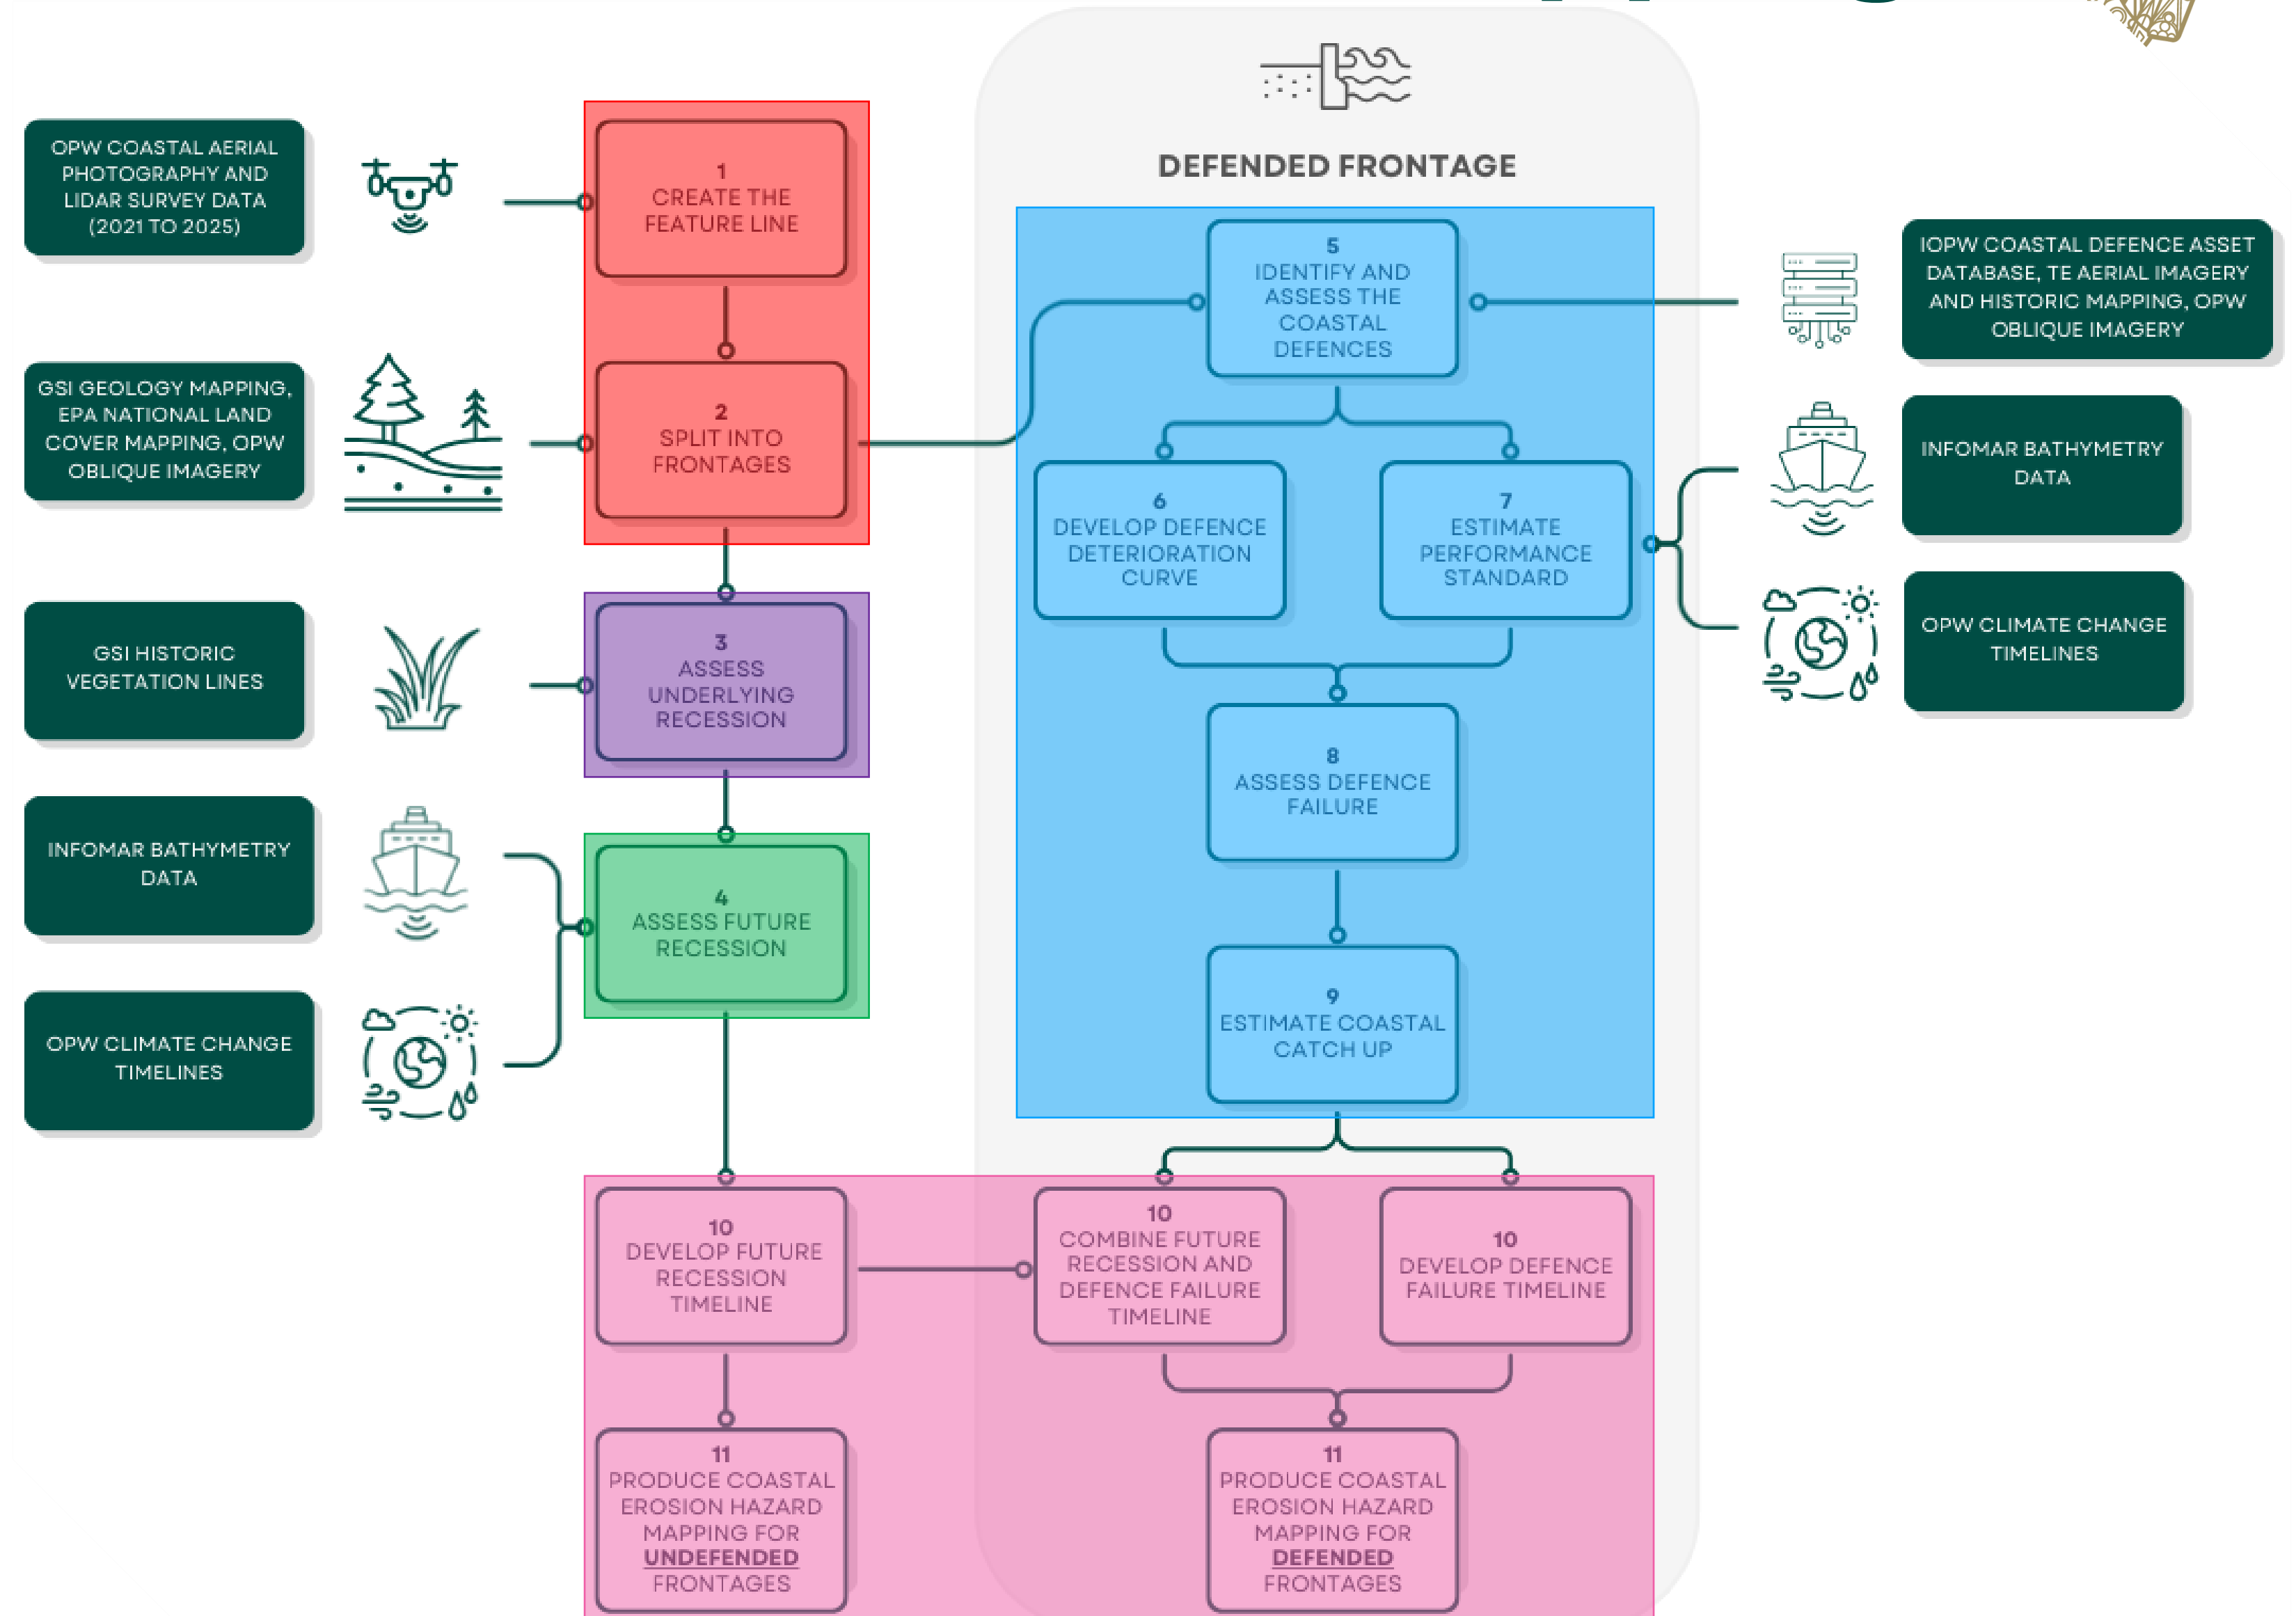 DEFENDED FRONTAGE
OPW COASTAL AERIAL
PHOTOGRAPHY AND
LIDAR SURVEY DATA
(2021 TO 2025)
1
CREATE THE
FEATURE LINE
GSI GEOLOGY MAPPING,
EPA NATIONAL LAND
COVER MAPPING, OPW
OBLIQUE IMAGERY
2
SPLIT INTO
FRONTAGES
GSI HISTORIC
VEGETATION LINES
3
ASSESS
UNDERLYING
RECESSION
INFOMAR BATHYMETRY
DATA
OPW CLIMATE CHANGE
TIMELINES
4
ASSESS FUTURE
RECESSION
5
IDENTIFY AND
ASSESS THE
COASTAL
DEFENCES
IOPW COASTAL DEFENCE ASSET
DATABASE, TE AERIAL IMAGERY
AND HISTORIC MAPPING, OPW
OBLIQUE IMAGERY
6
DEVELOP DEFENCE
DETERIORATION
CURVE
7
ESTIMATE
PERFORMANCE
STANDARD
INFOMAR BATHYMETRY
DATA
OPW CLIMATE CHANGE
TIMELINES
8
ASSESS DEFENCE
FAILURE
9
ESTIMATE COASTAL
CATCH UP
10
DEVELOP FUTURE
RECESSION
TIMELINE
10
COMBINE FUTURE
RECESSION AND
DEFENCE FAILURE
TIMELINE
10
DEVELOP DEFENCE
FAILURE TIMELINE
11
PRODUCE COASTAL
EROSION HAZARD
MAPPING FOR
UNDEFENDED
FRONTAGES
11
PRODUCE COASTAL
EROSION HAZARD
MAPPING FOR
DEFENDED
FRONTAGES